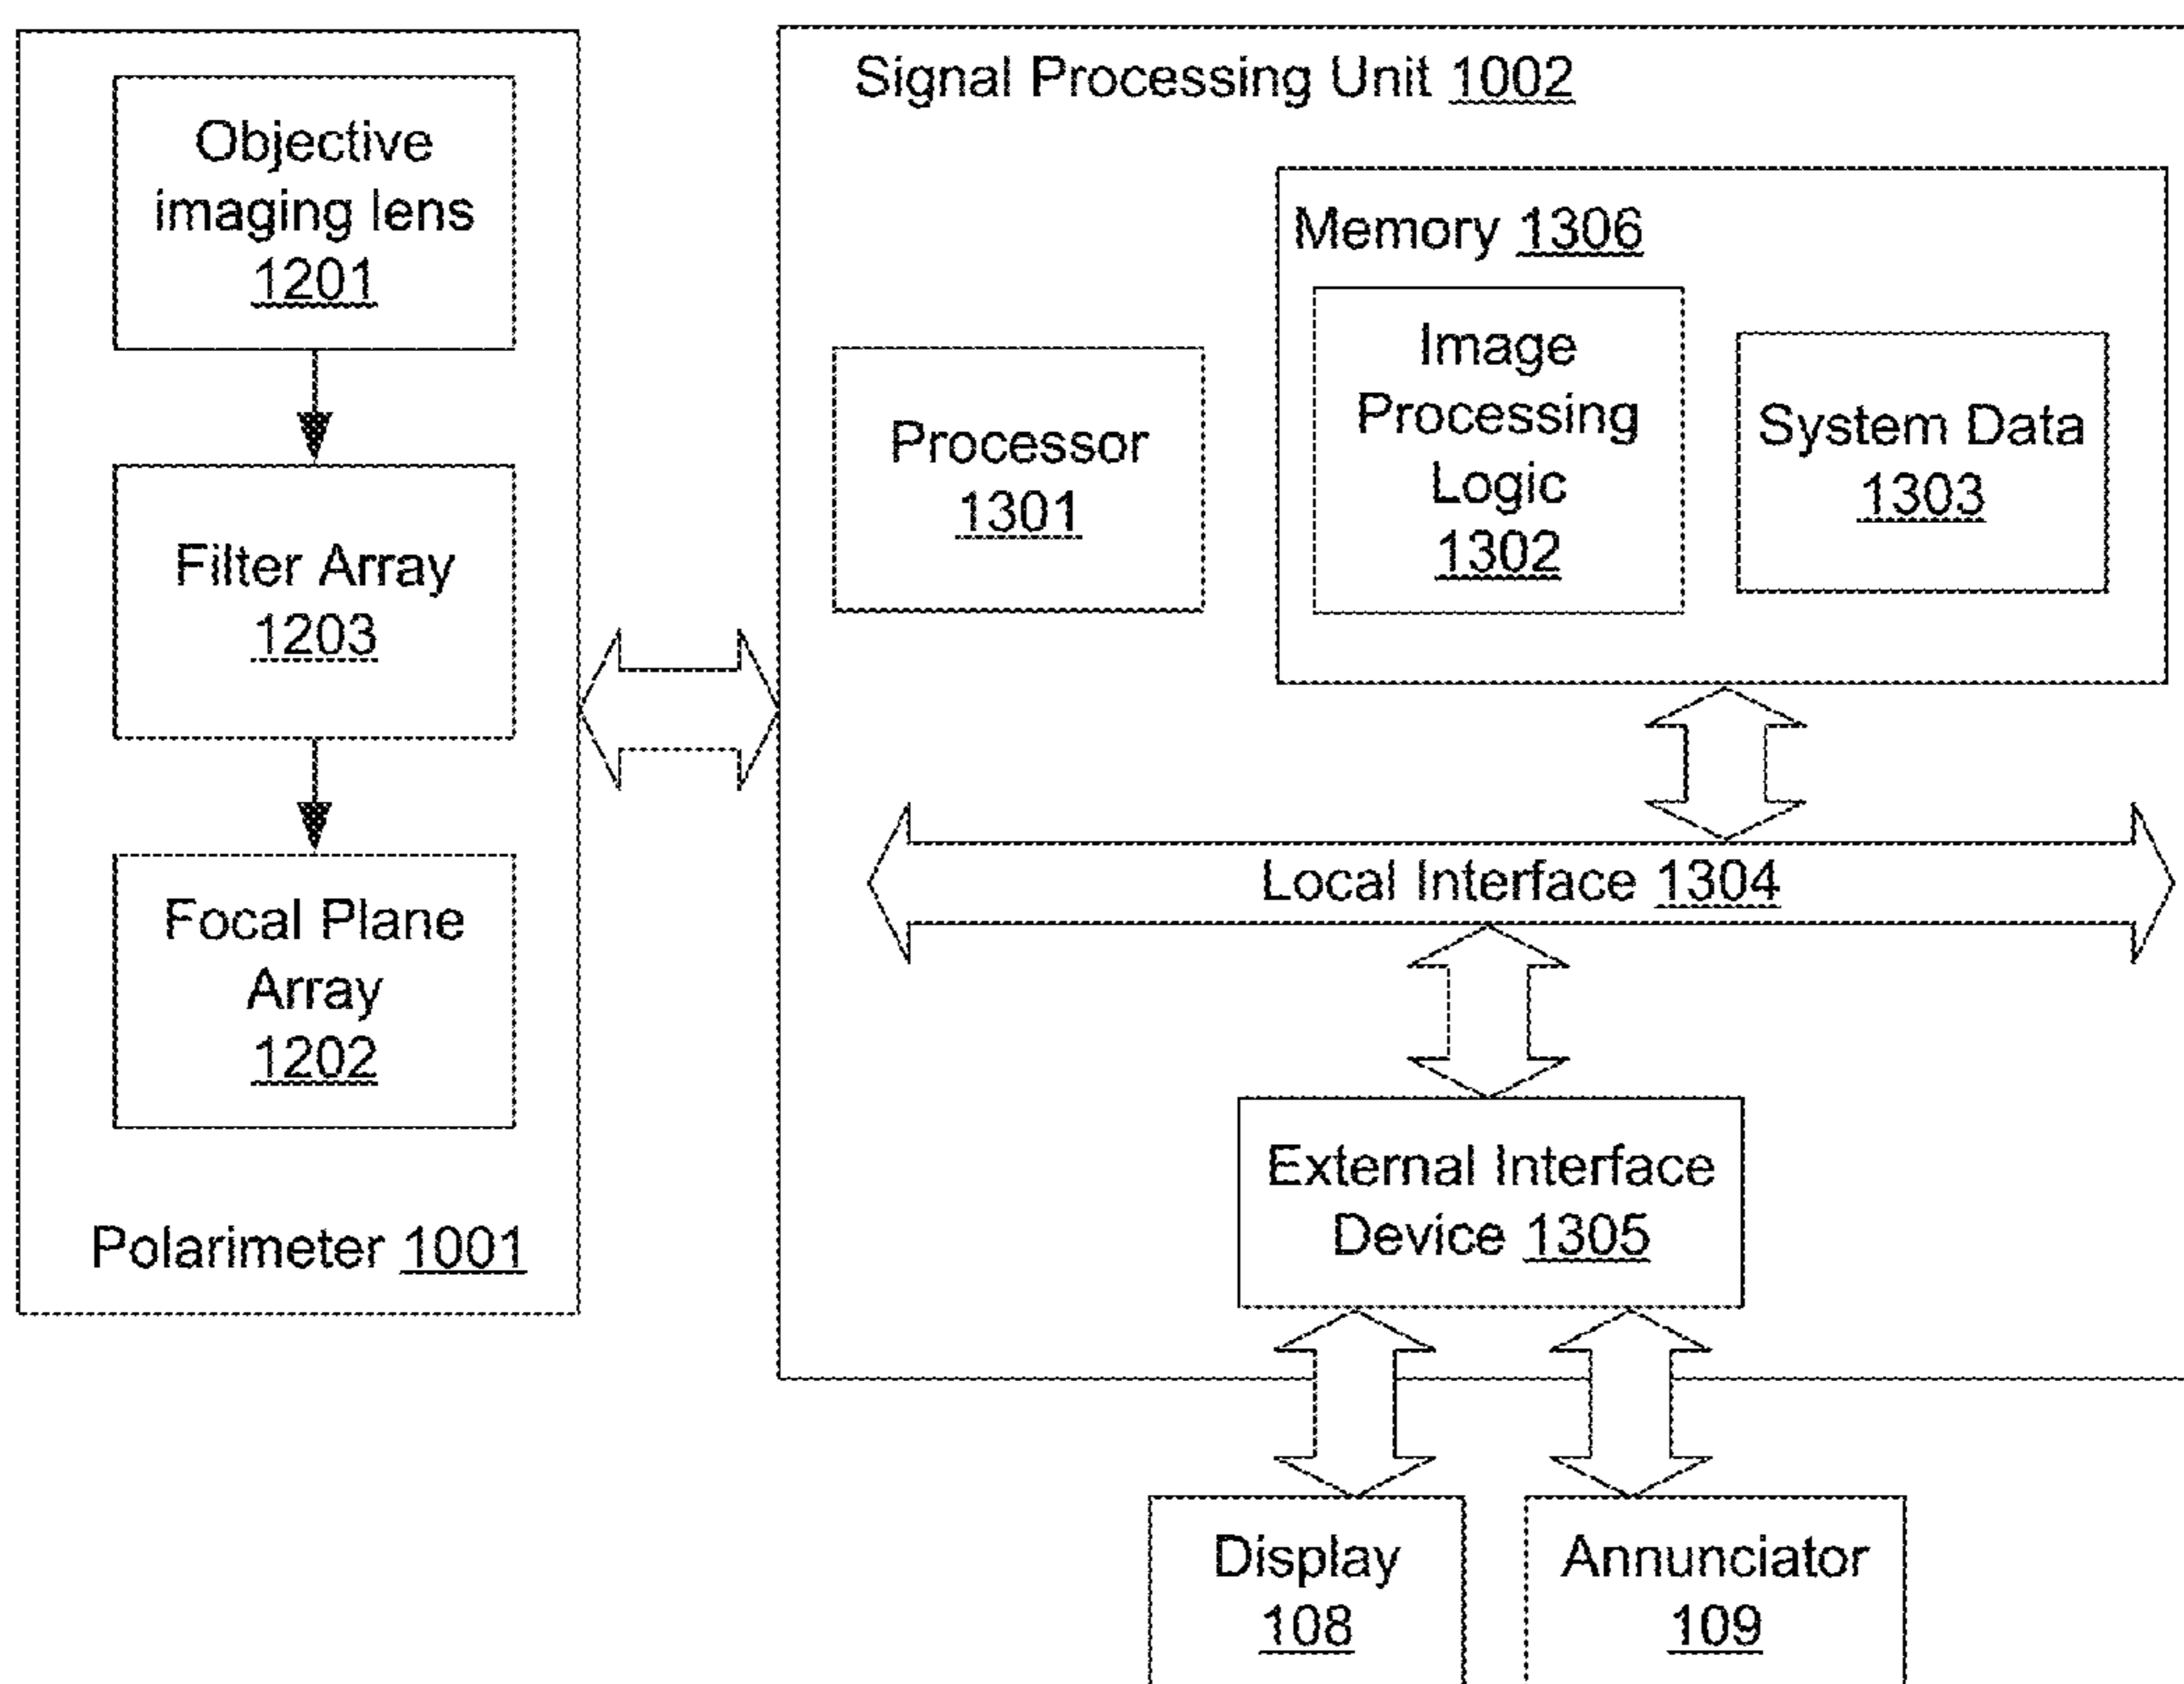 Objective
imaging lens
1201
Filter Array
1203
Focal Plane
Array
1202
Polarimeter 1001
Signal Processing Unit 1002
Memory 1306
Image
Processing
Logic
1302
System Data
1303
Processor
1301
Local Interface 1304
External Interface
Device 1305
Display
108
Annunciator
109